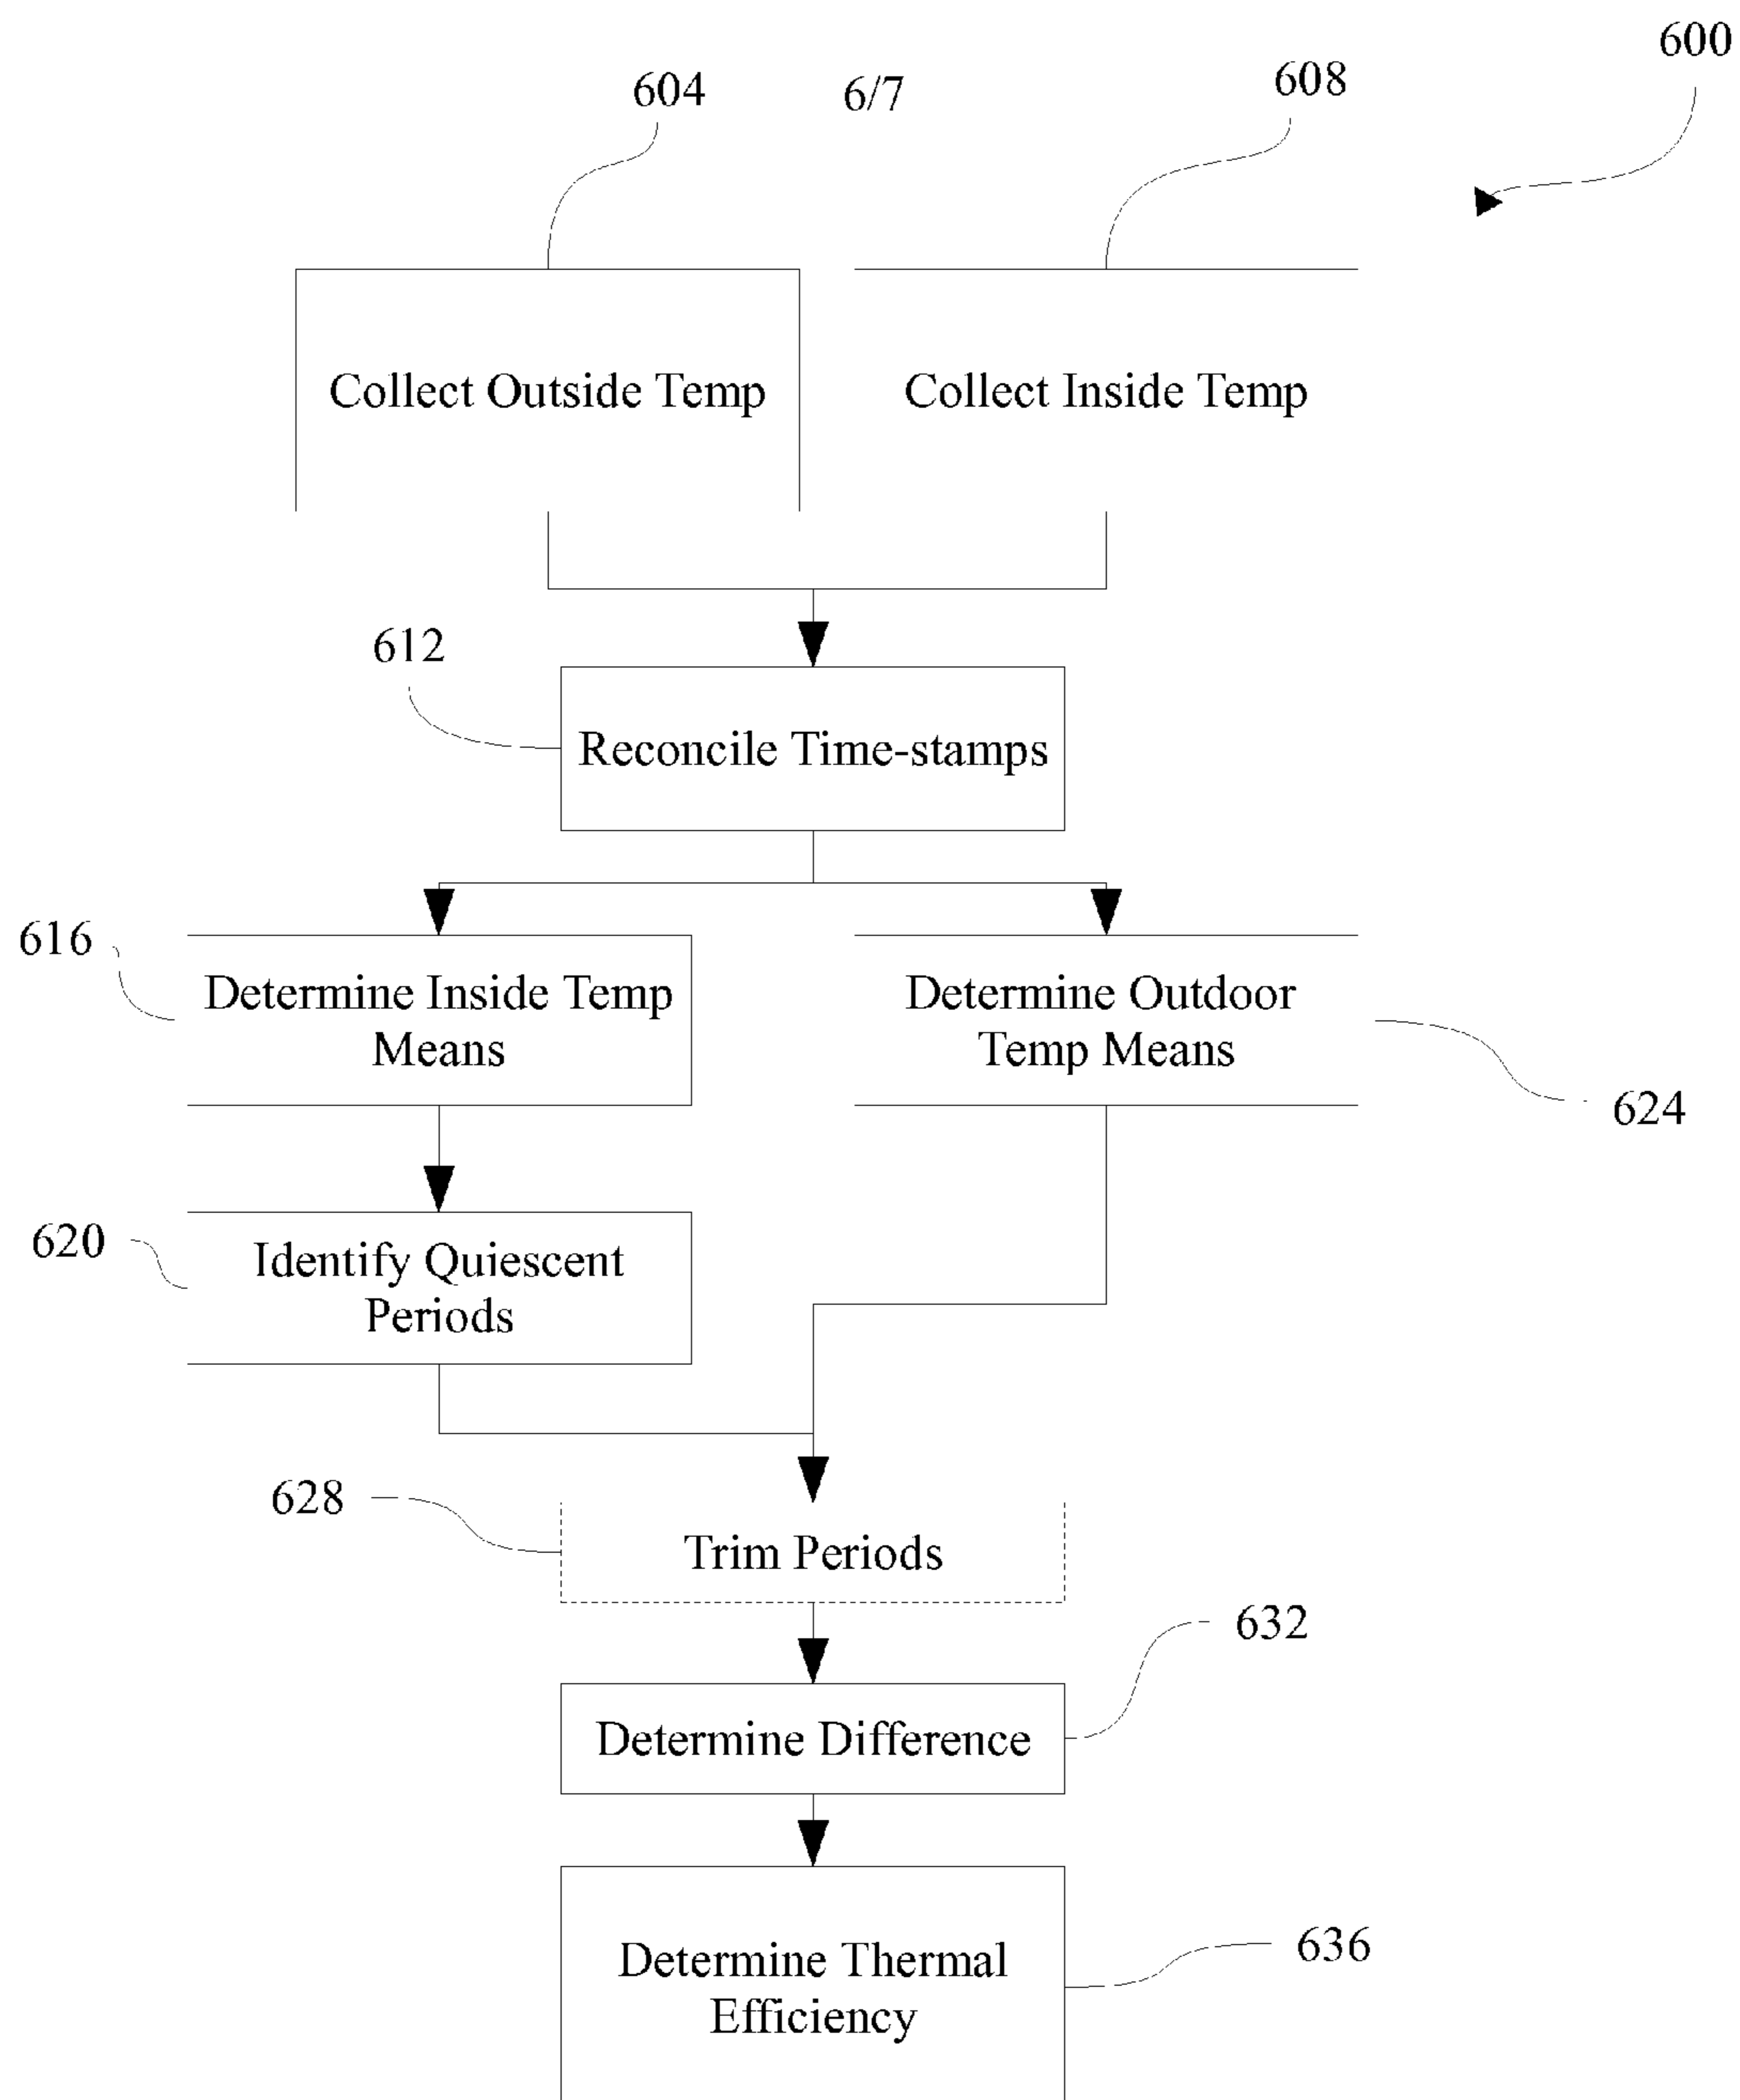 600
604
6/7
608
Collect Outside Temp
Collect Inside Temp
612
Reconcile Time-stamps
616
Determine Inside Temp
Means
Determine Outdoor
Temp Means
624
620
Identify Quiescent
Periods
628
Trim Periods
632
Determine Difference
636
Determine Thermal
Efficiency